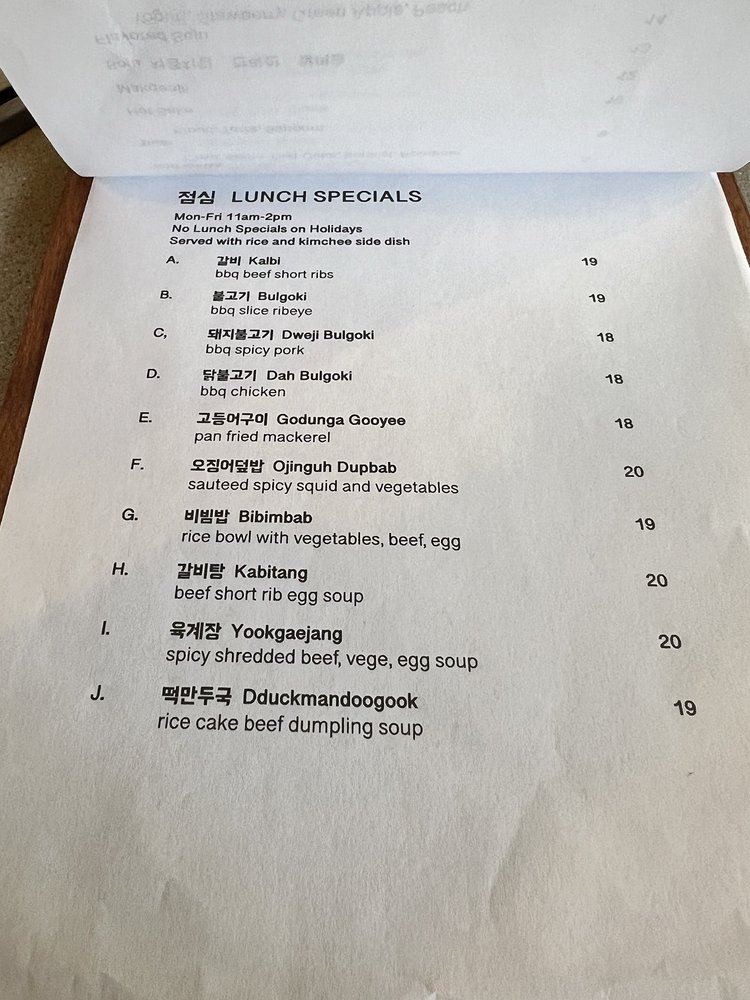 점심 LUNCH SPECIALS
Mon-Fri 11am-2pm
No Lunch Specials on Holidays
Served with rice and kimchee side dish
A. 갈비 Kalbi 19
bbq beef short ribs
B. 불고기 Bulgoki 19
bbq slice ribeye
C, 돼지불고기 Dweji Bulgoki 18
bbq spicy pork
D. 닭불고기 Dah Bulgoki 18
bbq chicken
E. 고등어구이 Godunga Gooyee 18
pan fried mackerel
F. 오징어덮밥 Ojinguh Dupbab 20
sauteed spicy squid and vegetables
G. 비빔밥 Bibimbab 19
rice bowl with vegetables, beef, egg
H. 갈비탕 Kabitang 20
beef short rib egg soup
I. 육계장 Yookgaejang 20
spicy shredded beef, vege, egg soup
J. 떡만두국 Dduckmandoogook 19
rice cake beef dumpling soup